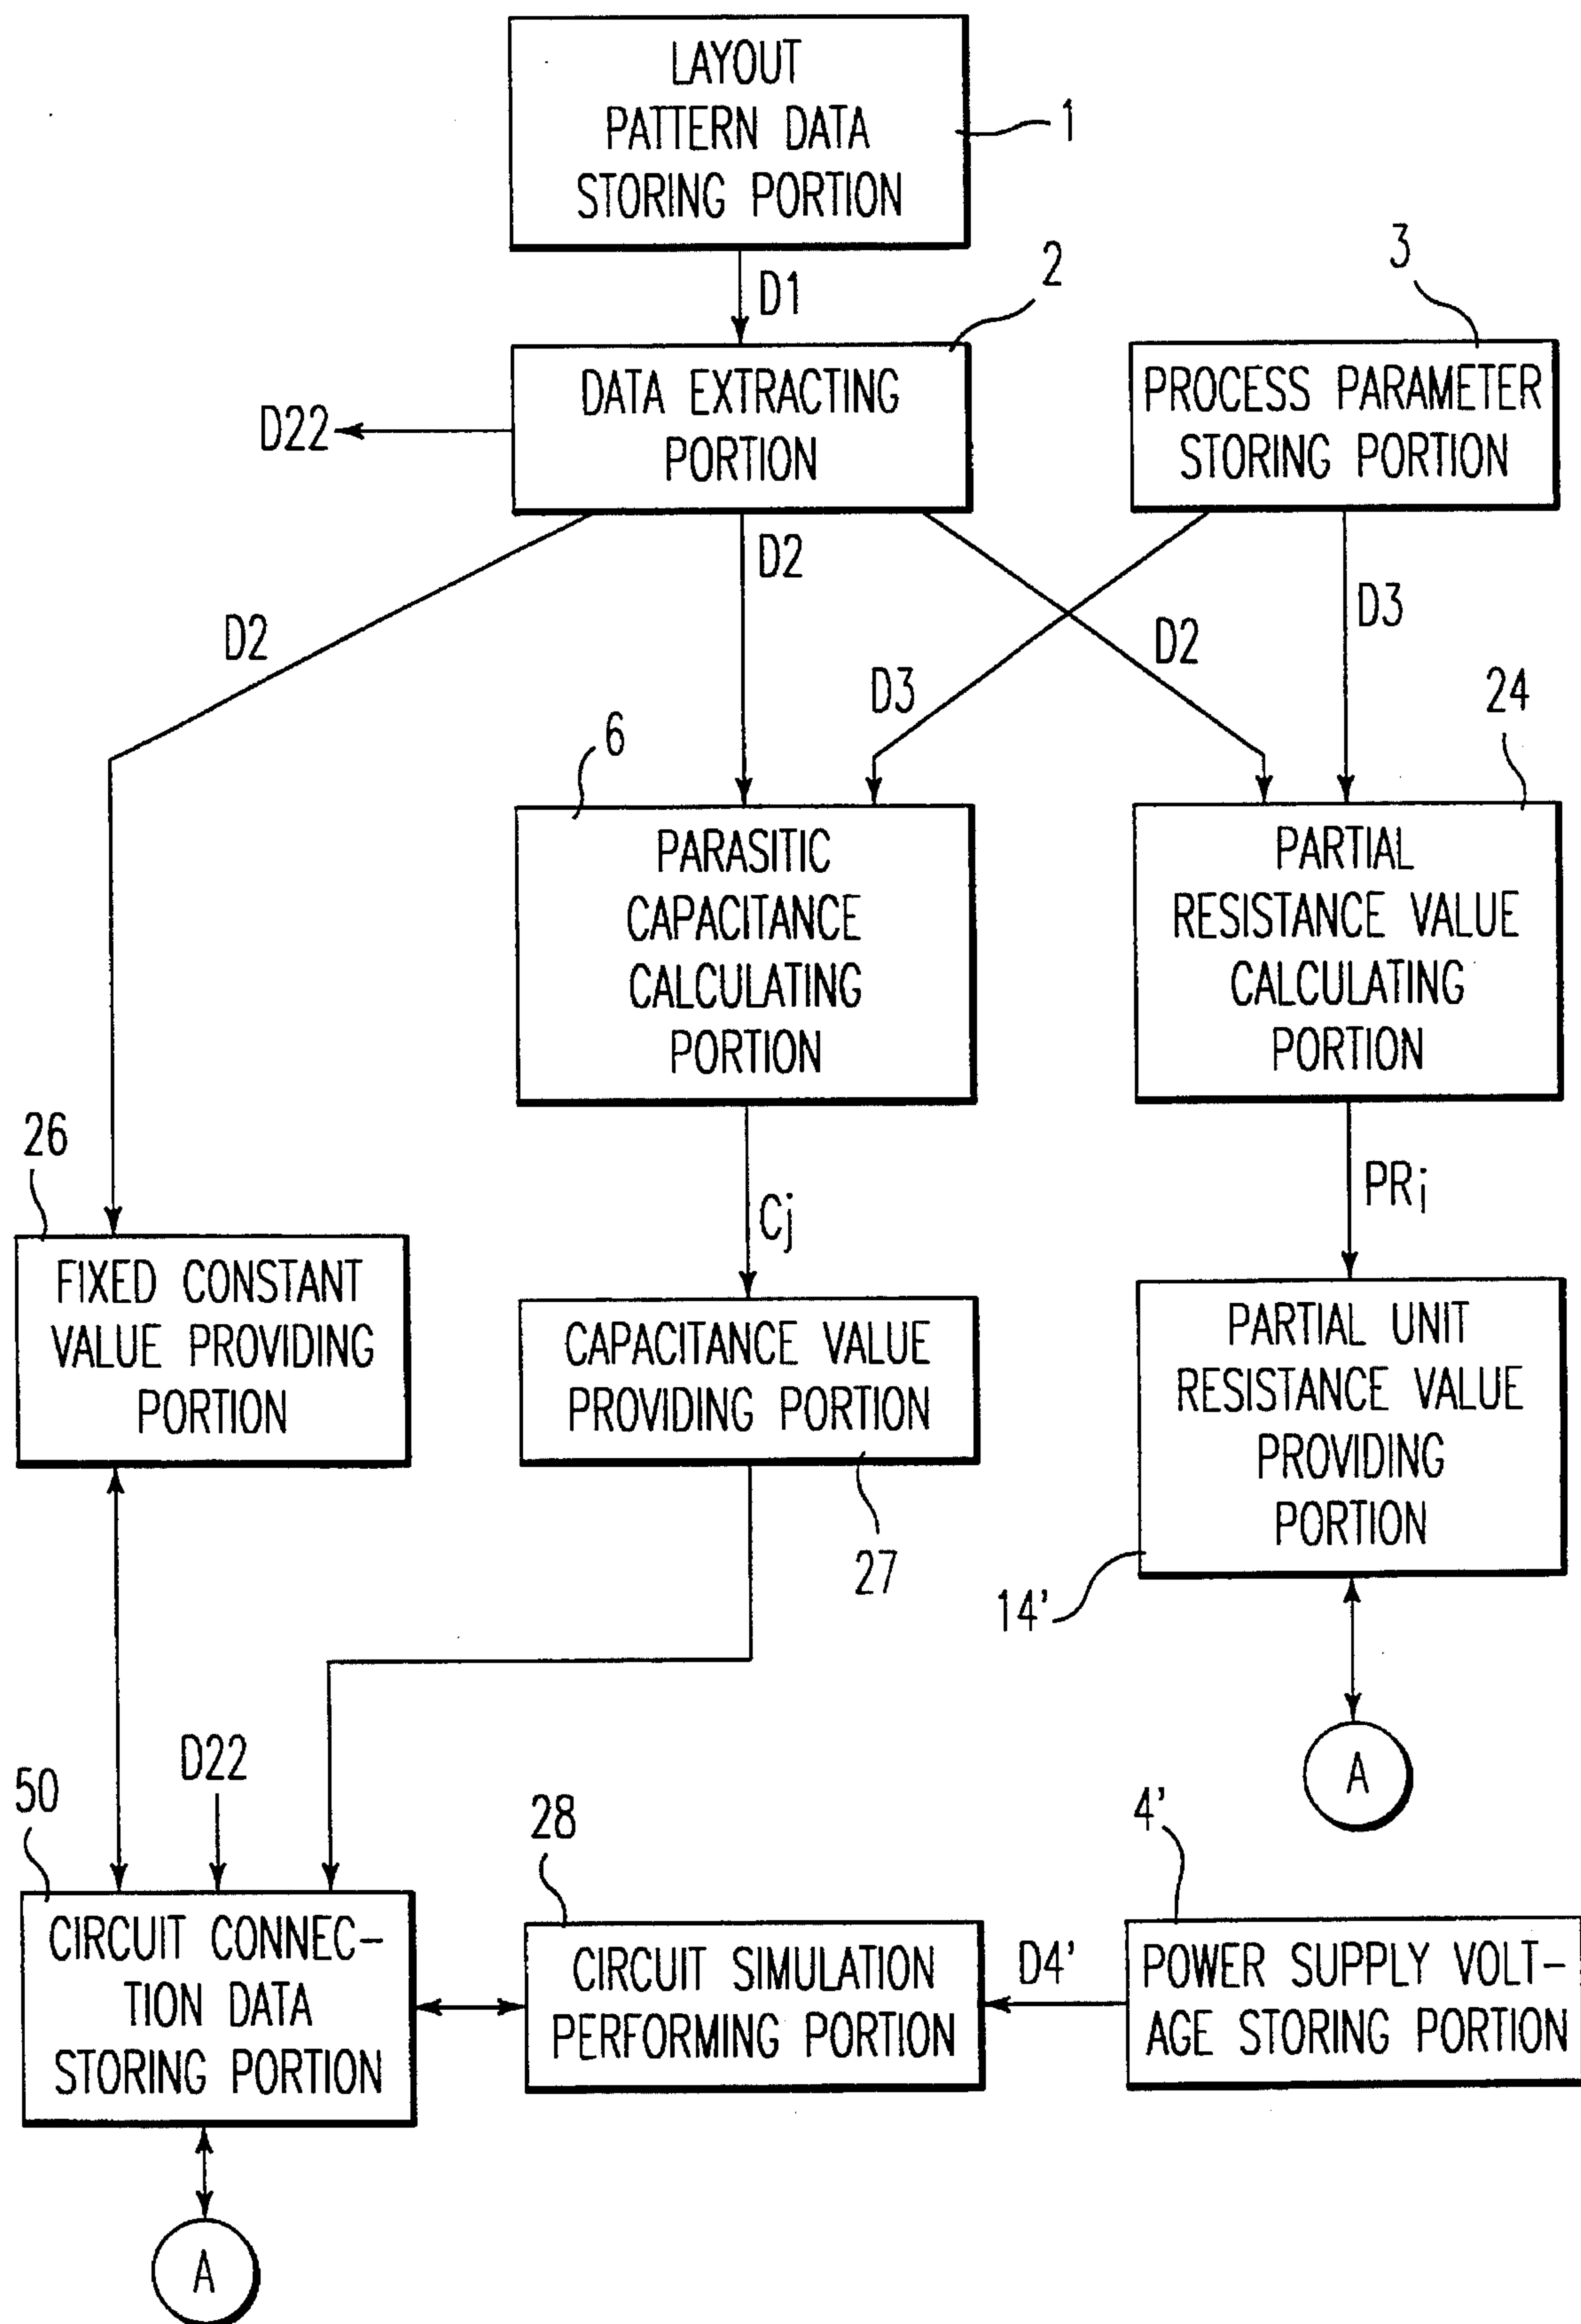 LAYOUT
PATTERN DATA
STORING PORTION
1
D1
2
3
DATA EXTRACTING
PORTION
PROCESS PARAMETER
STORING PORTION
D22
D2
D2
D2
D3
D3
6
24
PARASITIC
CAPACITANCE
CALCULATING
PORTION
PARTIAL
RESISTANCE VALUE
CALCULATING
PORTION
26
Cj
PRi
FIXED CONSTANT
VALUE PROVIDING
PORTION
CAPACITANCE VALUE
PROVIDING PORTION
27
PARTIAL UNIT
RESISTANCE VALUE
PROVIDING
PORTION
14'
A
50
D22
28
4'
CIRCUIT CONNEC-
TION DATA
STORING PORTION
CIRCUIT SIMULATION
PERFORMING PORTION
D4'
POWER SUPPLY VOLT-
AGE STORING PORTION
A